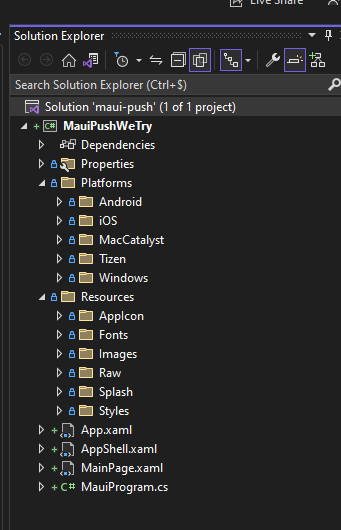 Live Share
Solution Explorer
Search Solution Explorer (Ctrl+$)
Solution 'maui-push' (1 of 1 project)
C# MauiPushWeTry
Dependencies
Properties
Platforms
Android
iOS
MacCatalyst
Tizen
Windows
Resources
AppIcon
Fonts
Images
Raw
Splash
Styles
App.xaml
AppShell.xaml
MainPage.xaml
C# MauiProgram.cs